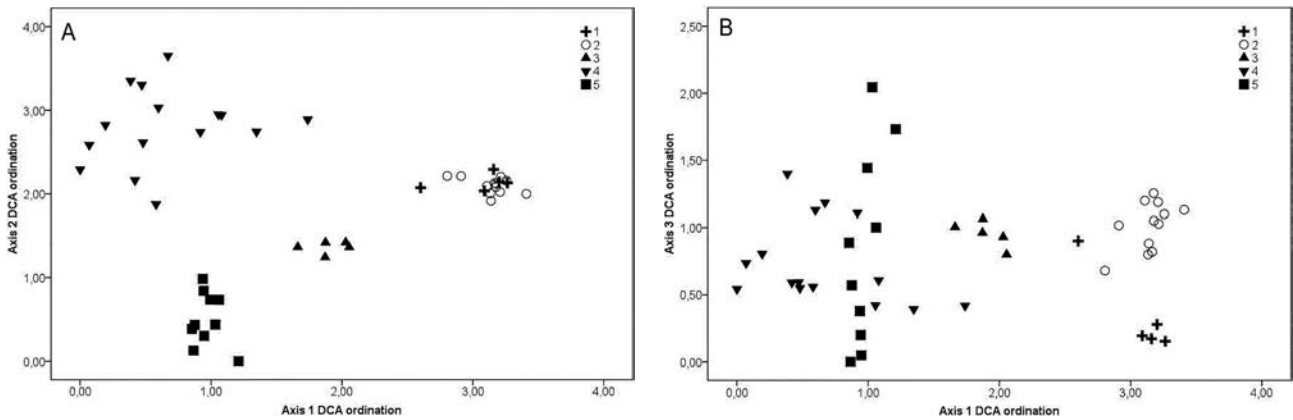 A
Axis 2 DCA ordination
4,00
3,00
2,00
1,00
0,00
0,00 1,00 2,00 3,00 4,00
Axis 1 DCA ordination
1
2
3
4
5
B
Axis 3 DCA ordination
2,50
2,00
1,50
1,00
0,50
0,00
0,00 1,00 2,00 3,00 4,00
Axis 1 DCA ordination
1
2
3
4
5